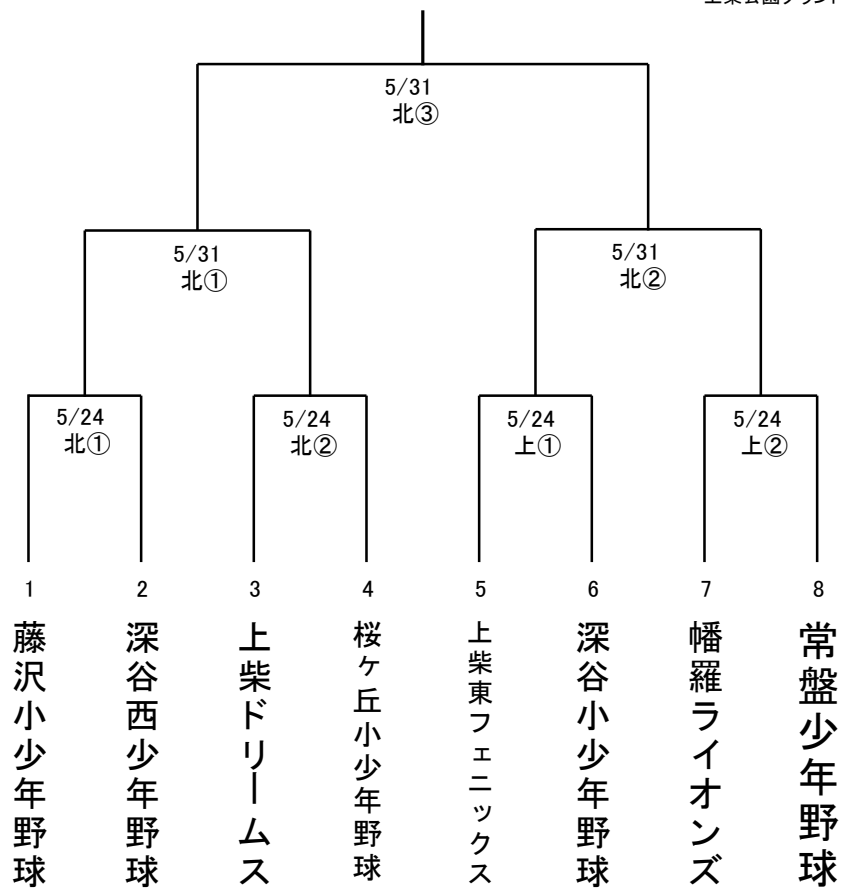 5/31
北③
5/31
北①
5/31
北②
5/24
北①
5/24
北②
5/24
上①
5/24
上②
1
2
3
4
5
6
7
8
藤沢小少年野球
深谷西少年野球
上柴ドリームス
桜ヶ丘小少年野球
上柴東フェニックス
深谷小少年野球
幡羅ライオンズ
常盤少年野球